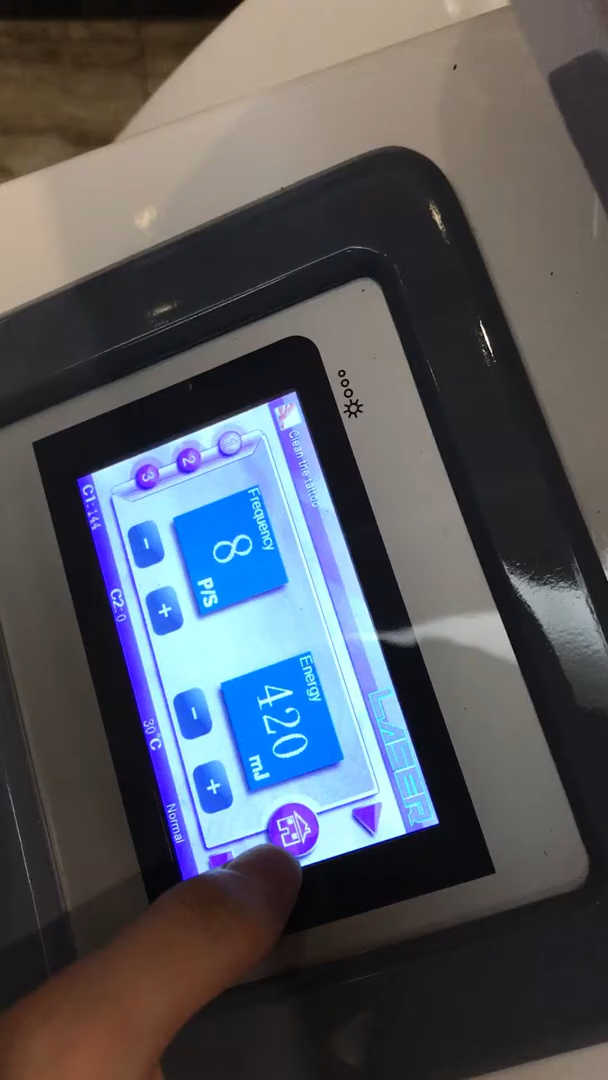 Clean the tattoo
LASER
1
2
3
Frequency
8
P/S
-
+
Energy
420
mJ
-
+
C1: 144
C2: 0
30°C
Normal